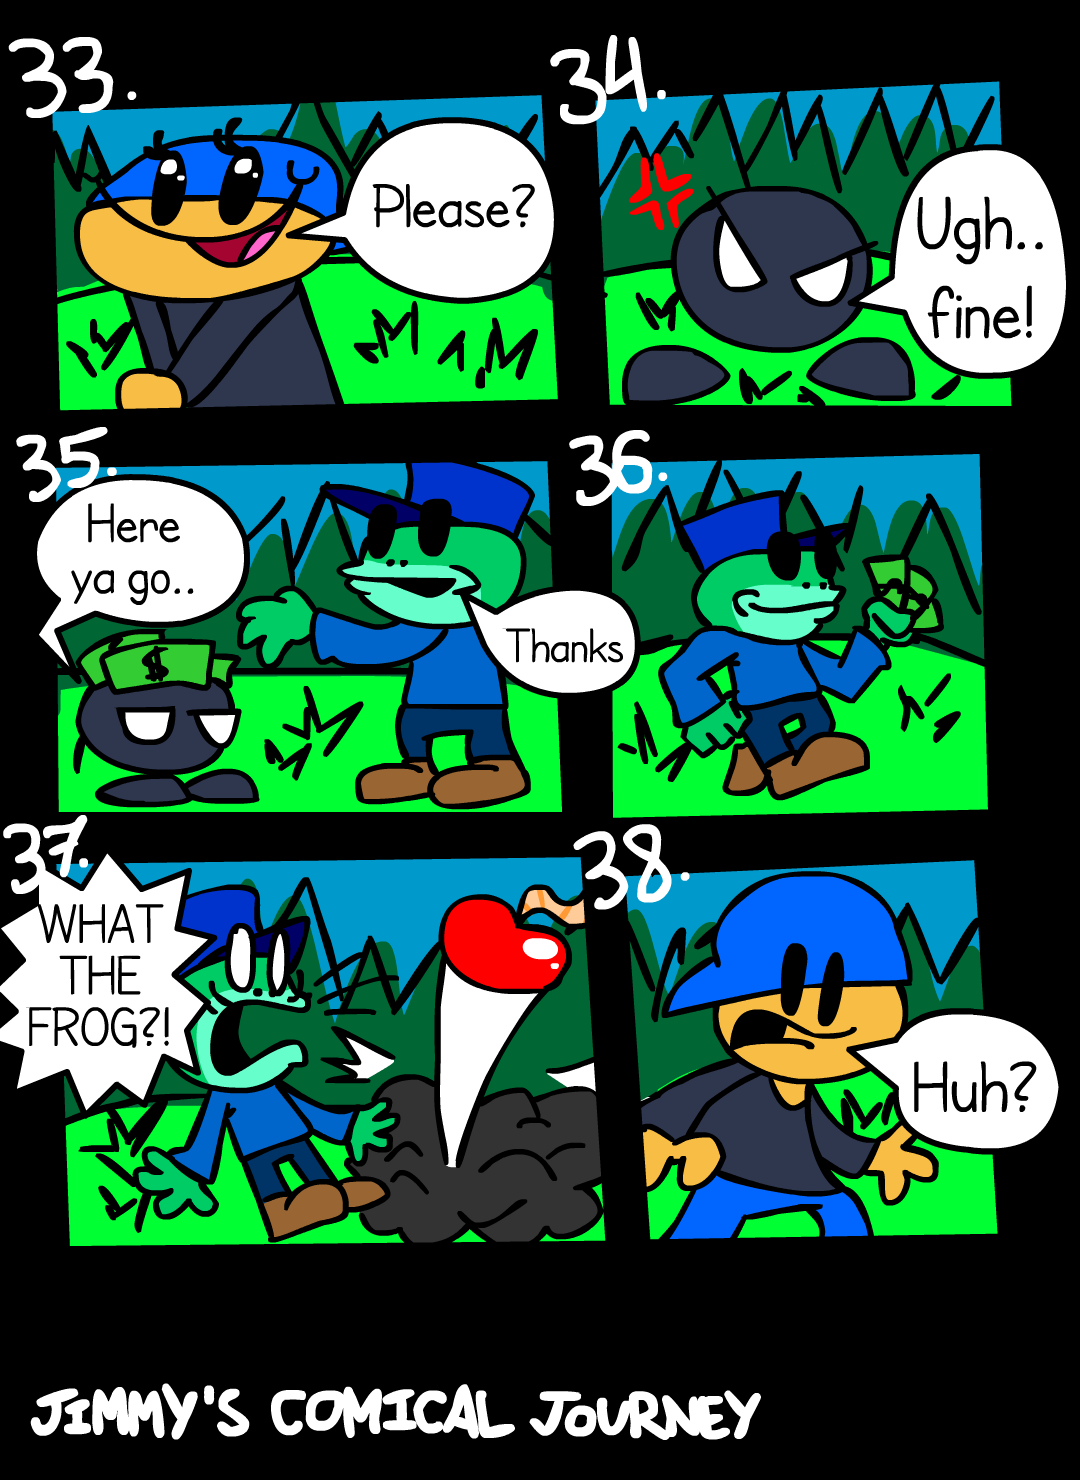 33.
Please?
34.
Ugh..
fine!
35.
Here
ya go..
$
Thanks
36.
37.
WHAT
THE
FROG?!
38.
Huh?
JIMMY'S COMICAL JOURNEY